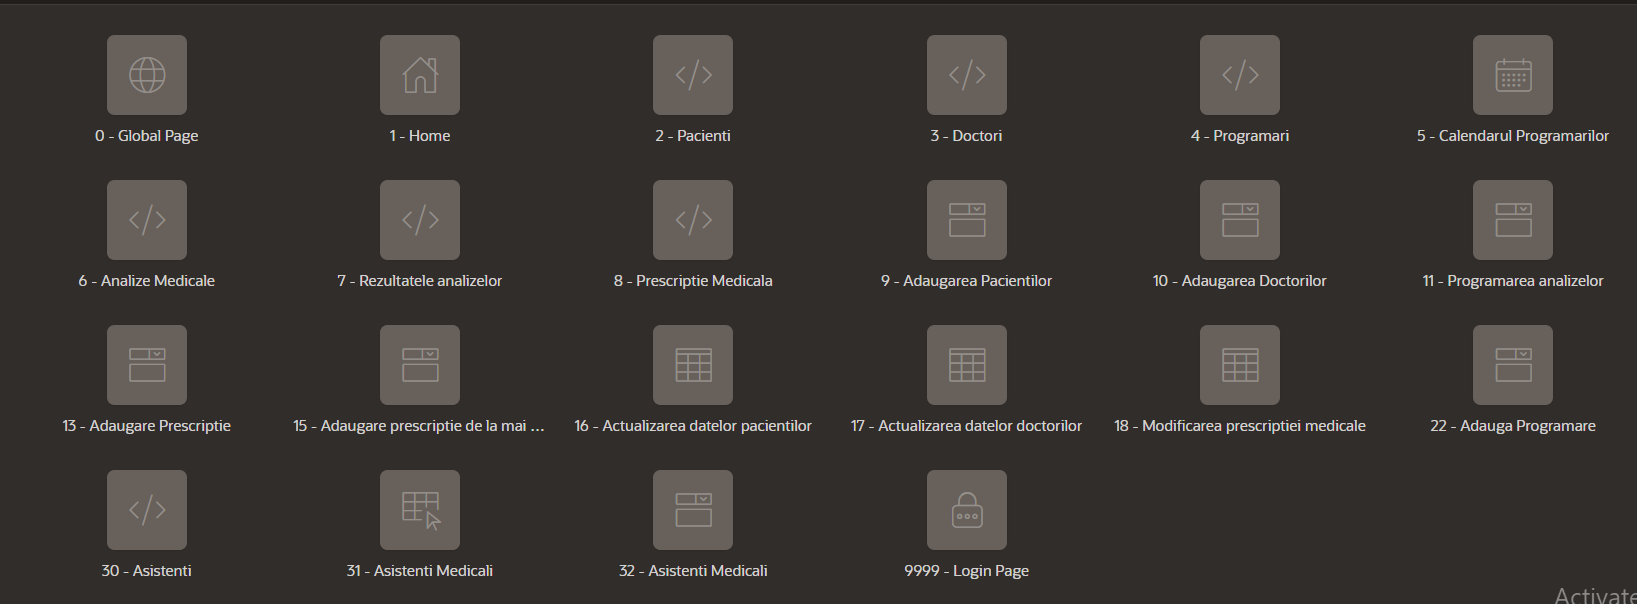 0 - Global Page
1 - Home
2 - Pacienti
3 - Doctori
4 - Programari
5 - Calendarul Programarilor
6 - Analize Medicale
7 - Rezultatele analizelor
8 - Prescriptie Medicala
9 - Adaugarea Pacientilor
10 - Adaugarea Doctorilor
11 - Programarea analizelor
13 - Adaugare Prescriptie
15 - Adaugare prescriptie de la mai ...
16 - Actualizarea datelor pacientilor
17 - Actualizarea datelor doctorilor
18 - Modificarea prescriptiei medicale
22 - Adauga Programare
30 - Asistenti
31 - Asistenti Medicali
32 - Asistenti Medicali
9999 - Login Page
Activate